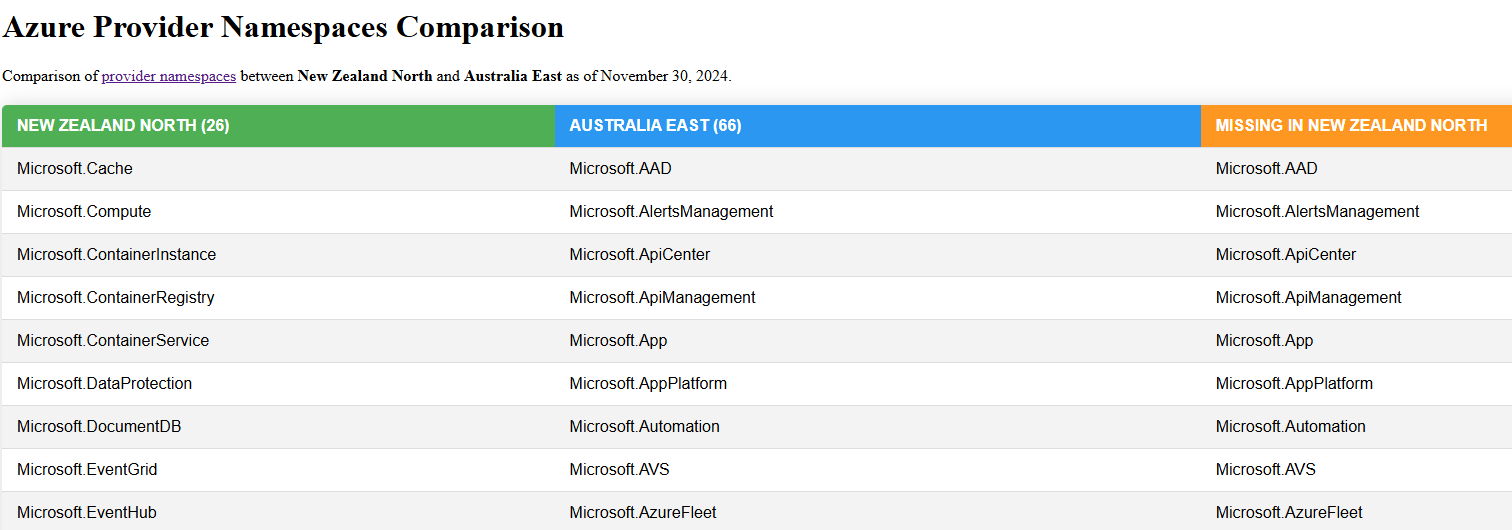 Azure Provider Namespaces Comparison
Comparison of provider namespaces between New Zealand North and Australia East as of November 30, 2024.
NEW ZEALAND NORTH (26) AUSTRALIA EAST (66) MISSING IN NEW ZEALAND NORTH
Microsoft.Cache Microsoft.AAD Microsoft.AAD
Microsoft.Compute Microsoft.AlertsManagement Microsoft.AlertsManagement
Microsoft.ContainerInstance Microsoft.ApiCenter Microsoft.ApiCenter
Microsoft.ContainerRegistry Microsoft.ApiManagement Microsoft.ApiManagement
Microsoft.ContainerService Microsoft.App Microsoft.App
Microsoft.DataProtection Microsoft.AppPlatform Microsoft.AppPlatform
Microsoft.DocumentDB Microsoft.Automation Microsoft.Automation
Microsoft.EventGrid Microsoft.AVS Microsoft.AVS
Microsoft.EventHub Microsoft.AzureFleet Microsoft.AzureFleet